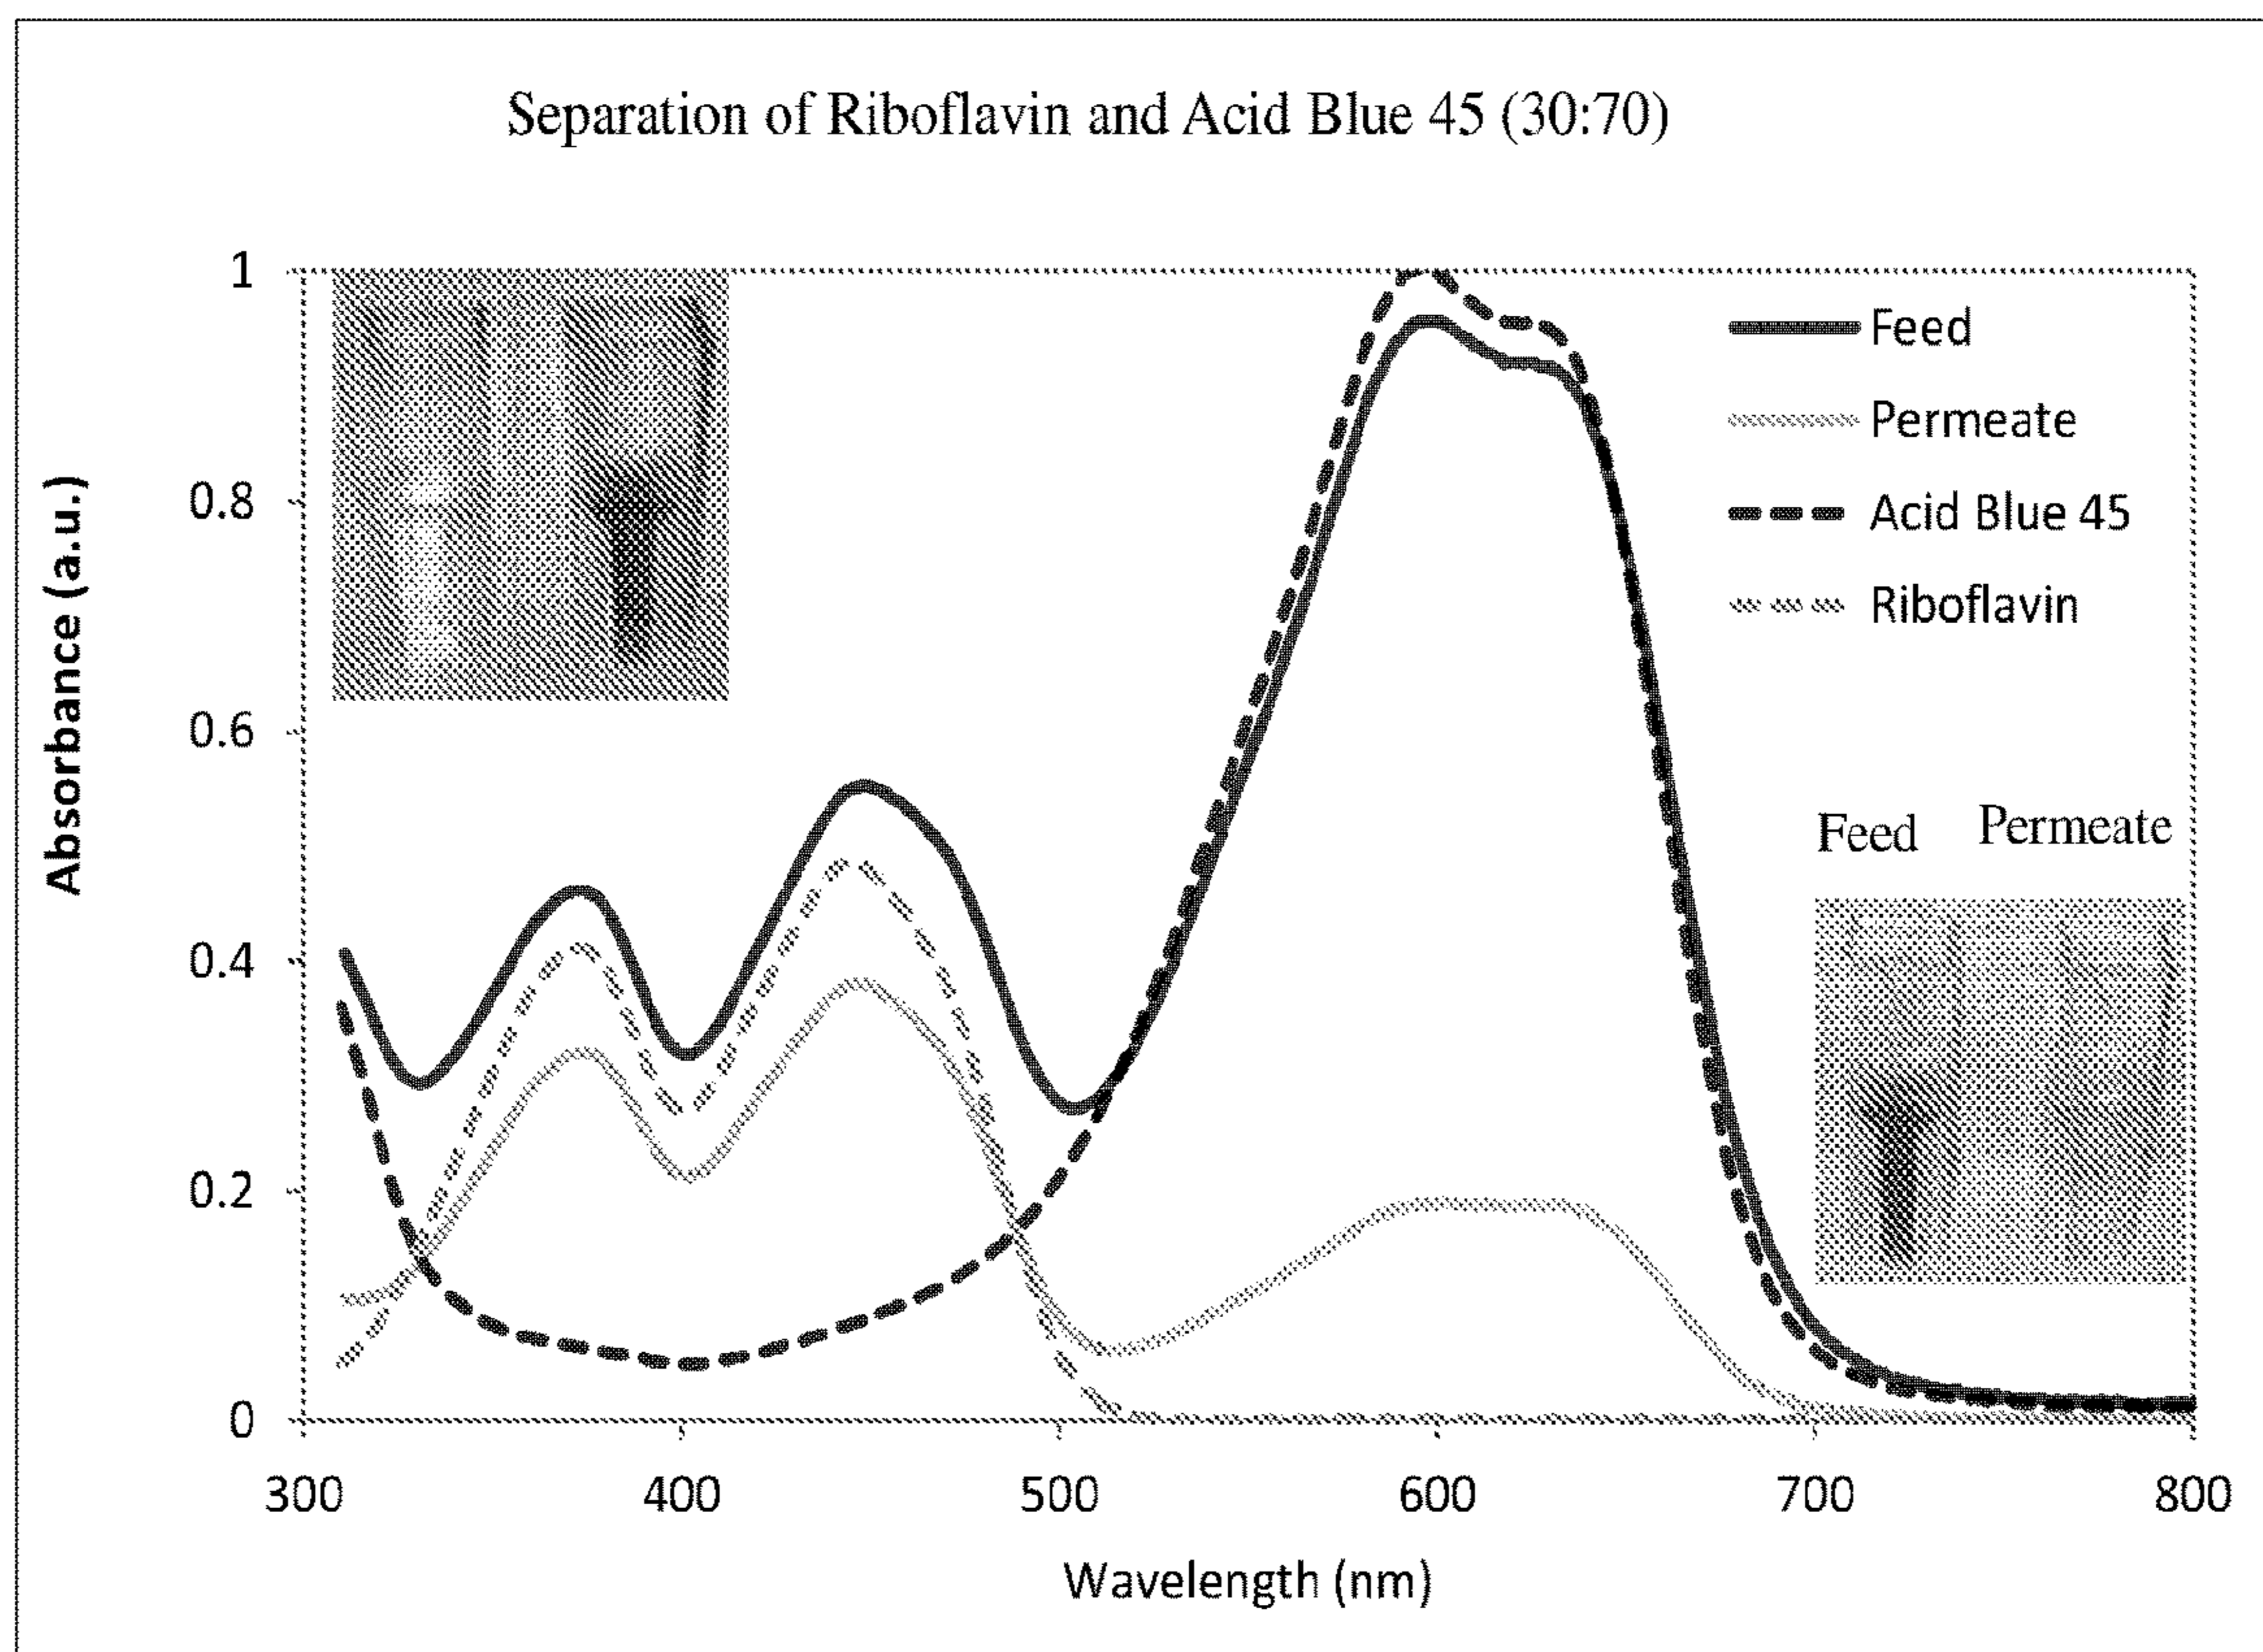 Separation of Riboflavin and Acid Blue 45 (30:70)
1
0.8
0.6
0.4
0.2
0
Absorbance (a.u.)
Feed
Permeate
Acid Blue 45
Riboflavin
Feed Permeate
300 400 500 600 700 800
Wavelength (nm)